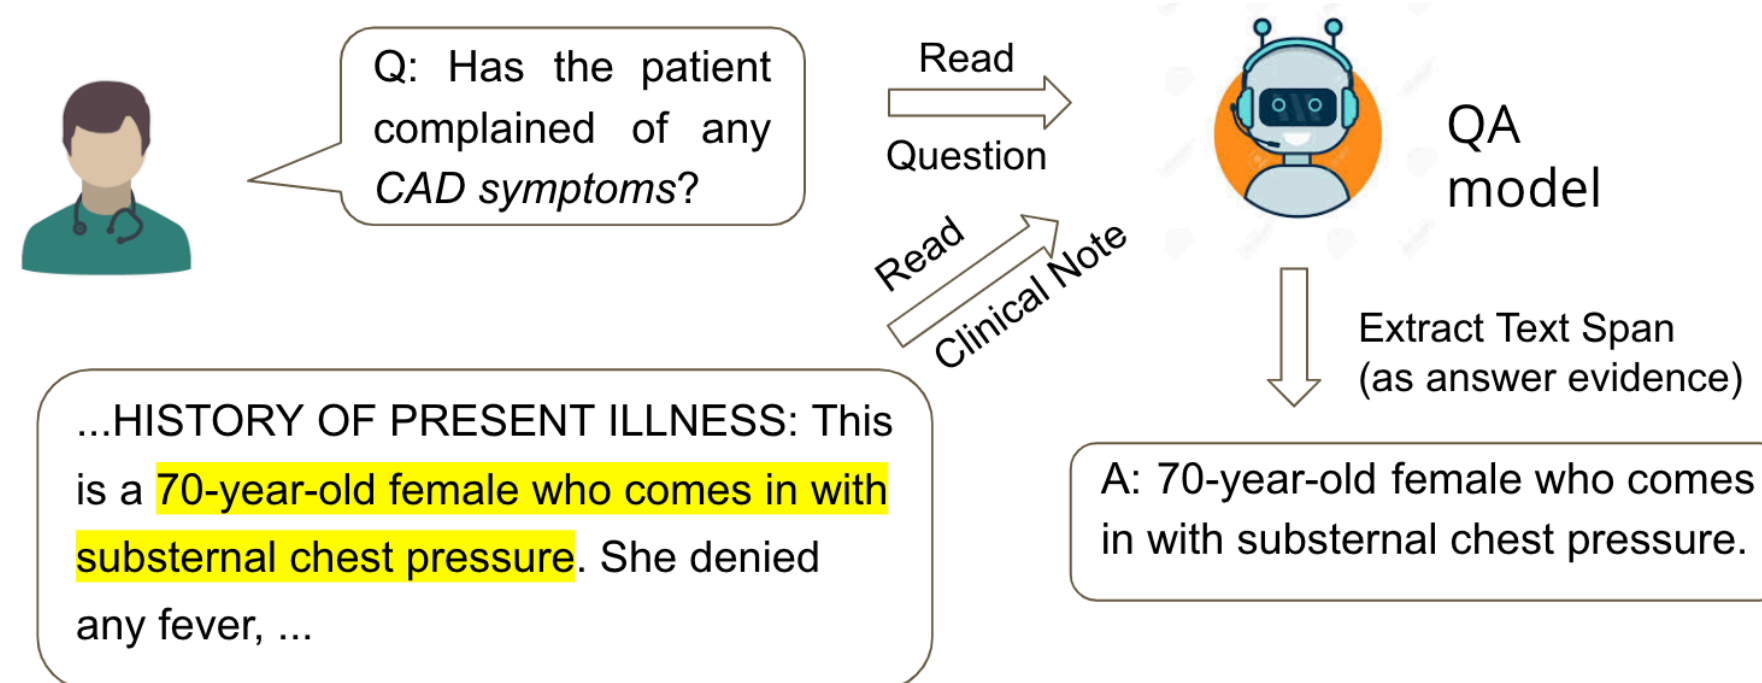 Q: Has the patient
complained of any
CAD symptoms?
Read
Question
Read
Clinical Note
QA
model
Extract Text Span
(as answer evidence)
...HISTORY OF PRESENT ILLNESS: This
is a 70-year-old female who comes in with
substernal chest pressure. She denied
any fever, ...
A: 70-year-old female who comes
in with substernal chest pressure.